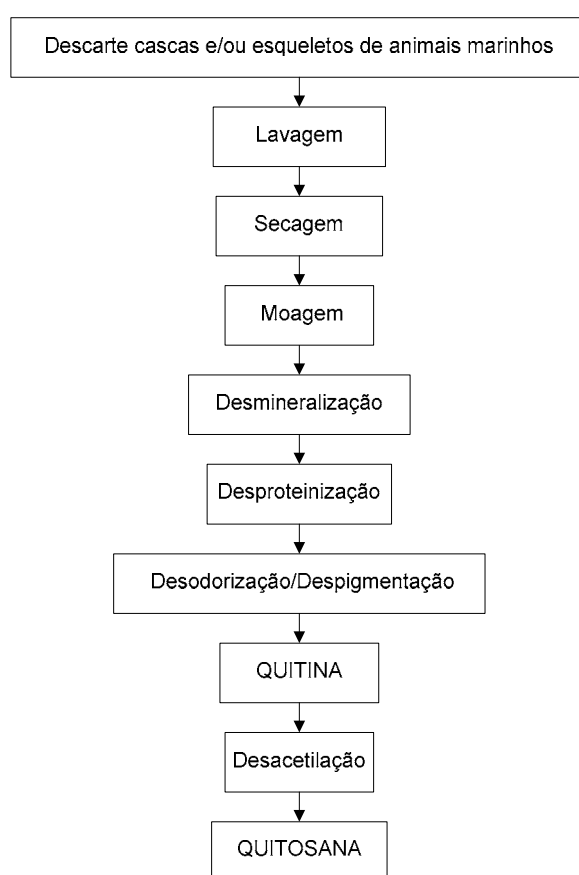 Descarte cascas e/ou esqueletos de animais marinhos
Lavagem
Secagem
Moagem
Desmineralização
Desproteinização
Desodorização/Despigmentação
QUITINA
Desacetilação
QUITOSANA